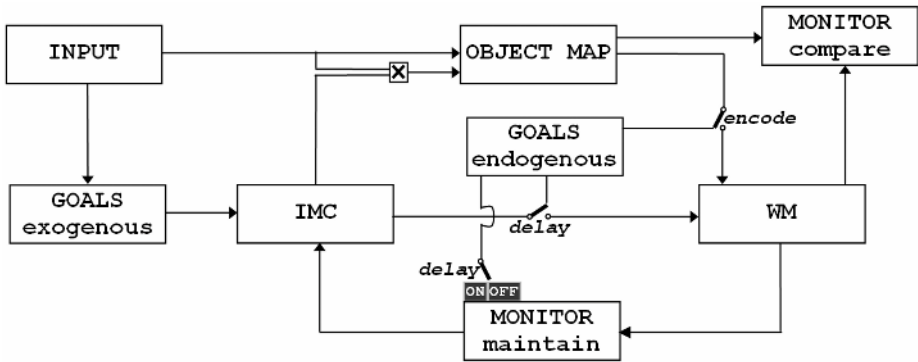 INPUT
OBJECT MAP
MONITOR
compare
X
encode
GOALS
endogenous
GOALS
exogenous
IMC
delay
WM
delay
ON OFF
MONITOR
maintain